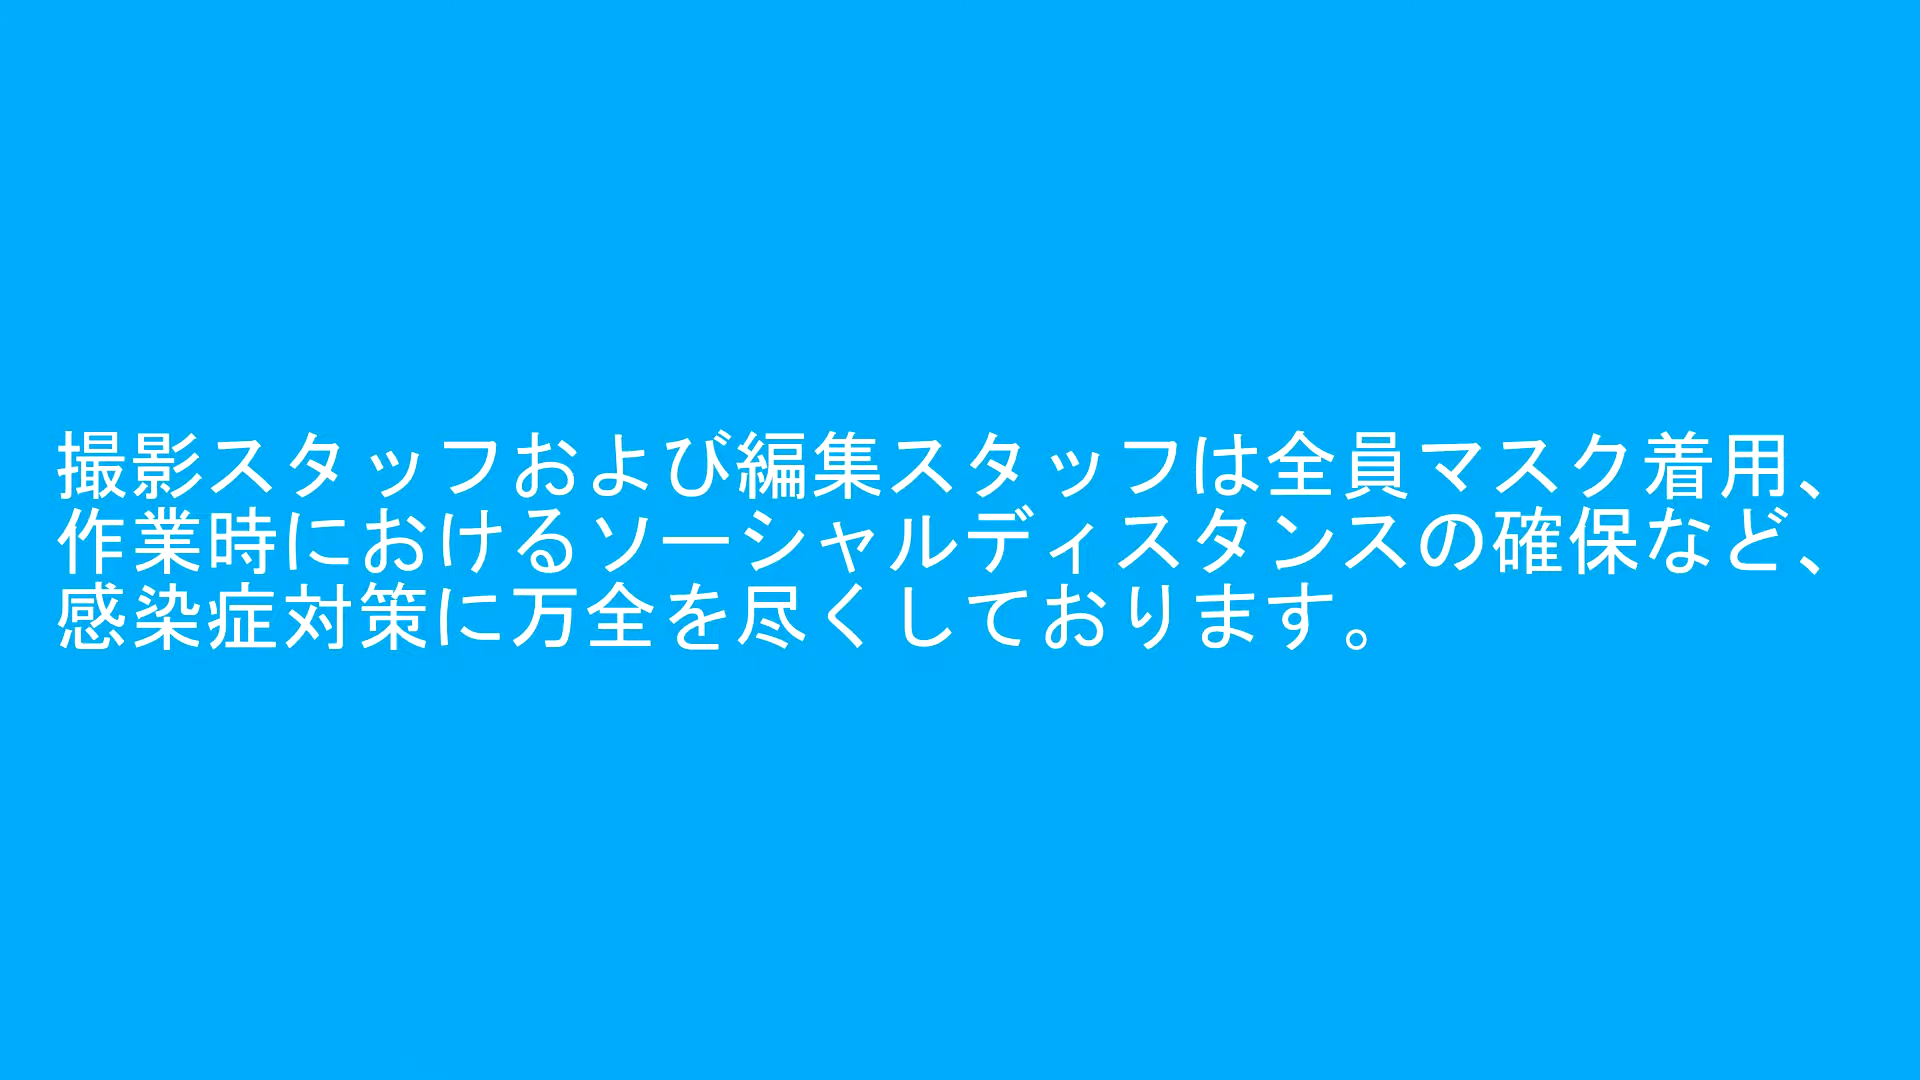 撮影スタッフおよび編集スタッフは全員マスク着用、
作業時におけるソーシャルディスタンスの確保など、
感染症対策に万全を尽くしております。